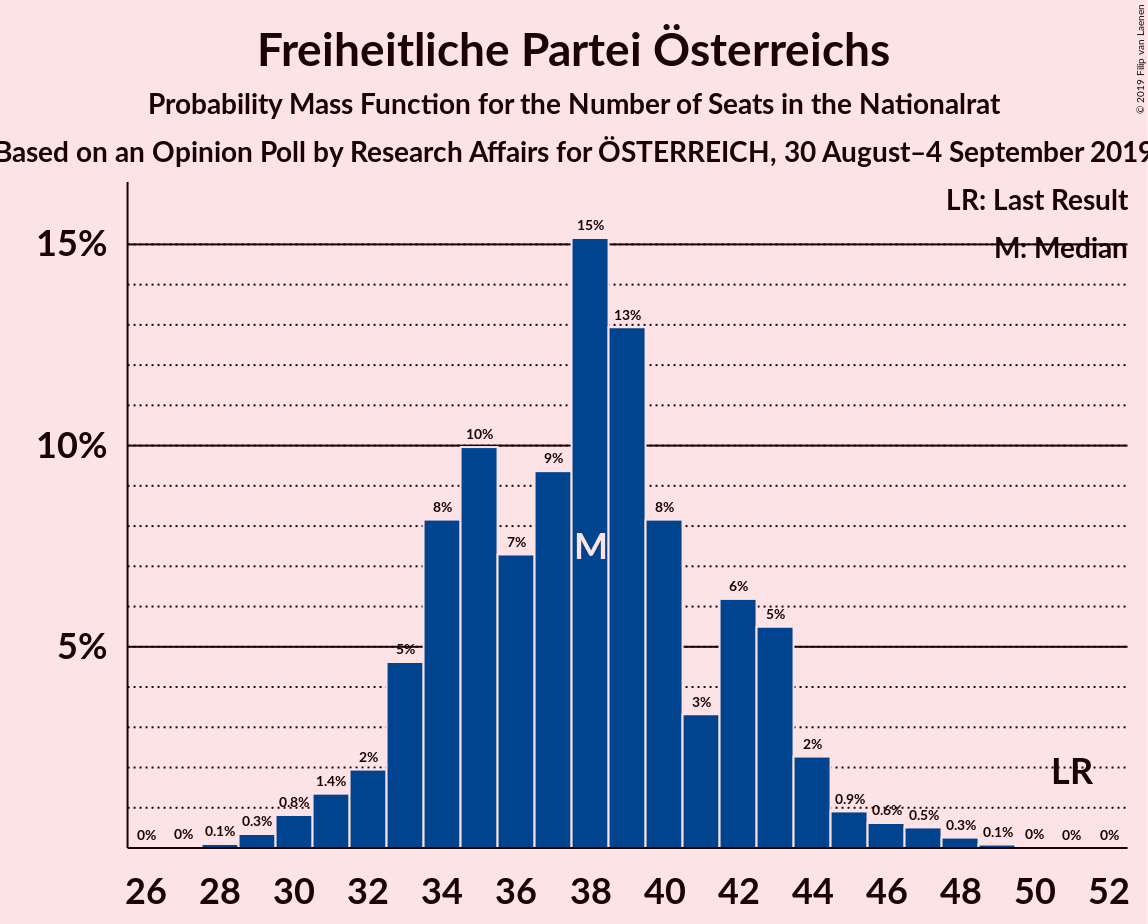 Freiheitliche Partei Österreichs
Probability Mass Function for the Number of Seats in the Nationalrat
Based on an Opinion Poll by Research Affairs for ÖSTERREICH, 30 August–4 September 2019
© 2019 Filip van Laenen
LR: Last Result
M: Median
15%
10%
5%
0% 0% 0.1% 0.3% 0.8% 1.4% 2% 5% 8% 10% 7% 9% 15% 13% 8% 3% 6% 5% 2% 0.9% 0.6% 0.5% 0.3% 0.1% 0% 0% 0%
M
LR
26 28 30 32 34 36 38 40 42 44 46 48 50 52